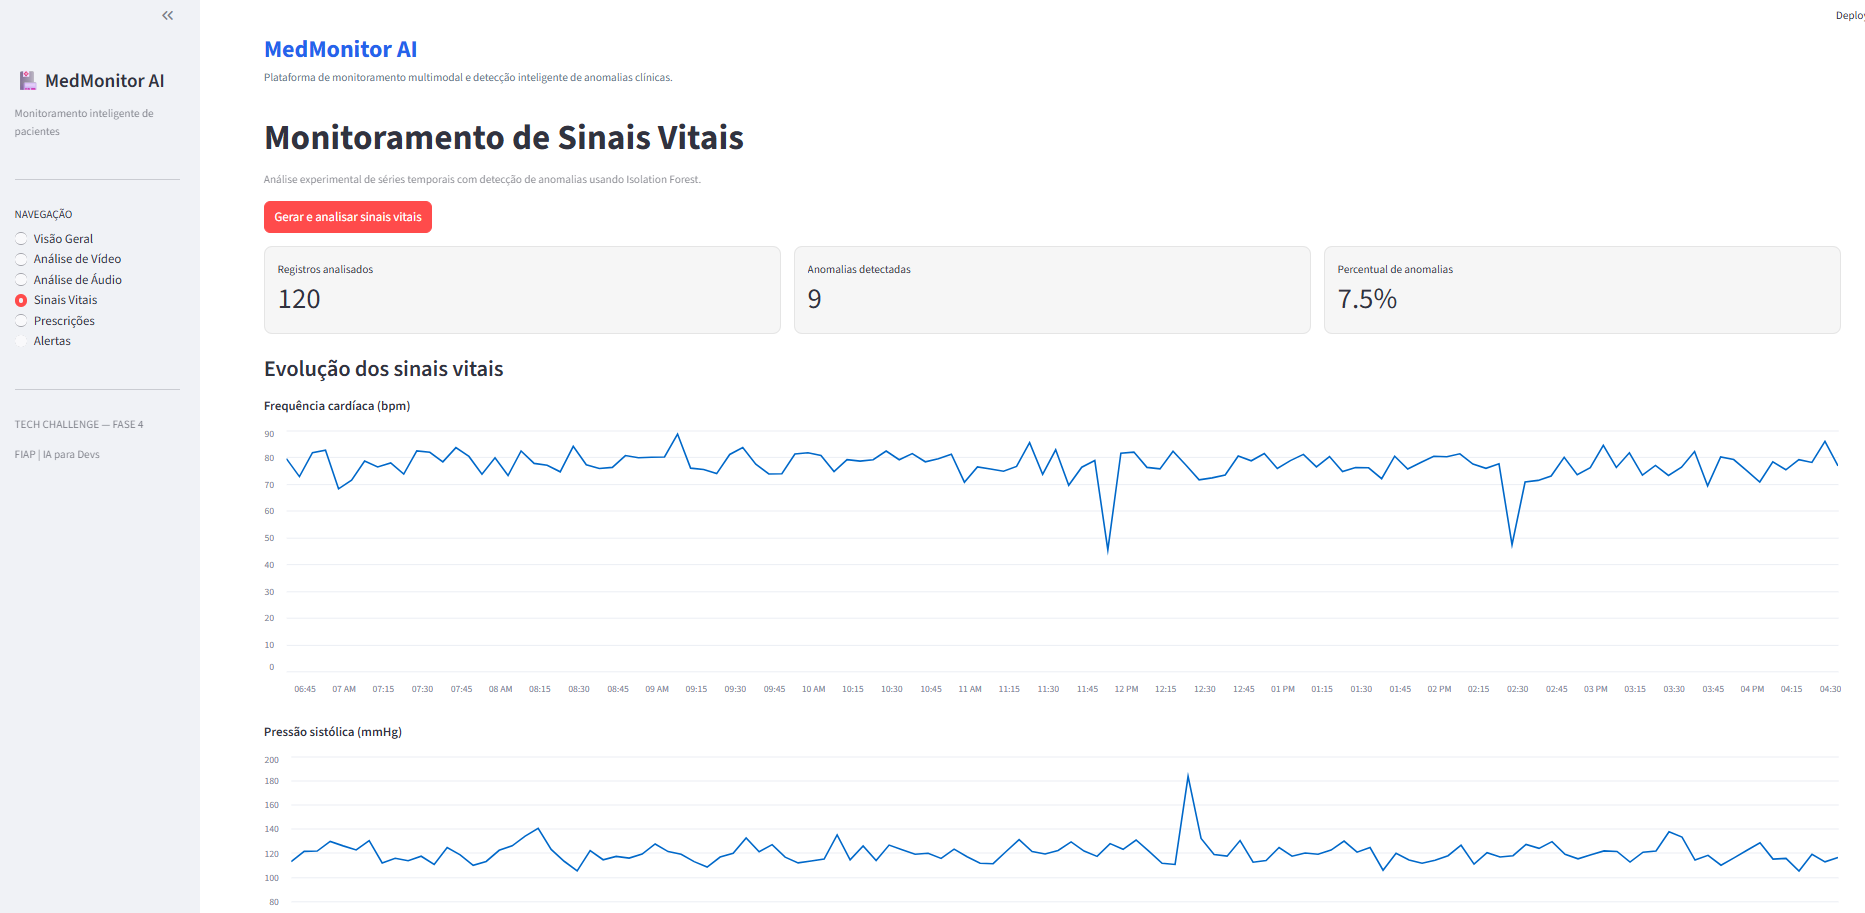 Deploy
MedMonitor AI
Monitoramento inteligente de
pacientes
NAVEGAÇÃO
Visão Geral
Análise de Vídeo
Análise de Áudio
Sinais Vitais
Prescrições
Alertas
TECH CHALLENGE — FASE 4
FIAP | IA para Devs
MedMonitor AI
Plataforma de monitoramento multimodal e detecção inteligente de anomalias clínicas.
Monitoramento de Sinais Vitais
Análise experimental de séries temporais com detecção de anomalias usando Isolation Forest.
Gerar e analisar sinais vitais
Registros analisados
120
Anomalias detectadas
9
Percentual de anomalias
7.5%
Evolução dos sinais vitais
Frequência cardíaca (bpm)
90
80
70
60
50
40
30
20
10
0
06:45 07 AM 07:15 07:30 07:45 08 AM 08:15 08:30 08:45 09 AM 09:15 09:30 09:45 10 AM 10:15 10:30 10:45 11 AM 11:15 11:30 11:45 12 PM 12:15 12:30 12:45 01 PM 01:15 01:30 01:45 02 PM 02:15 02:30 02:45 03 PM 03:15 03:30 03:45 04 PM 04:15 04:30
Pressão sistólica (mmHg)
200
180
160
140
120
100
80